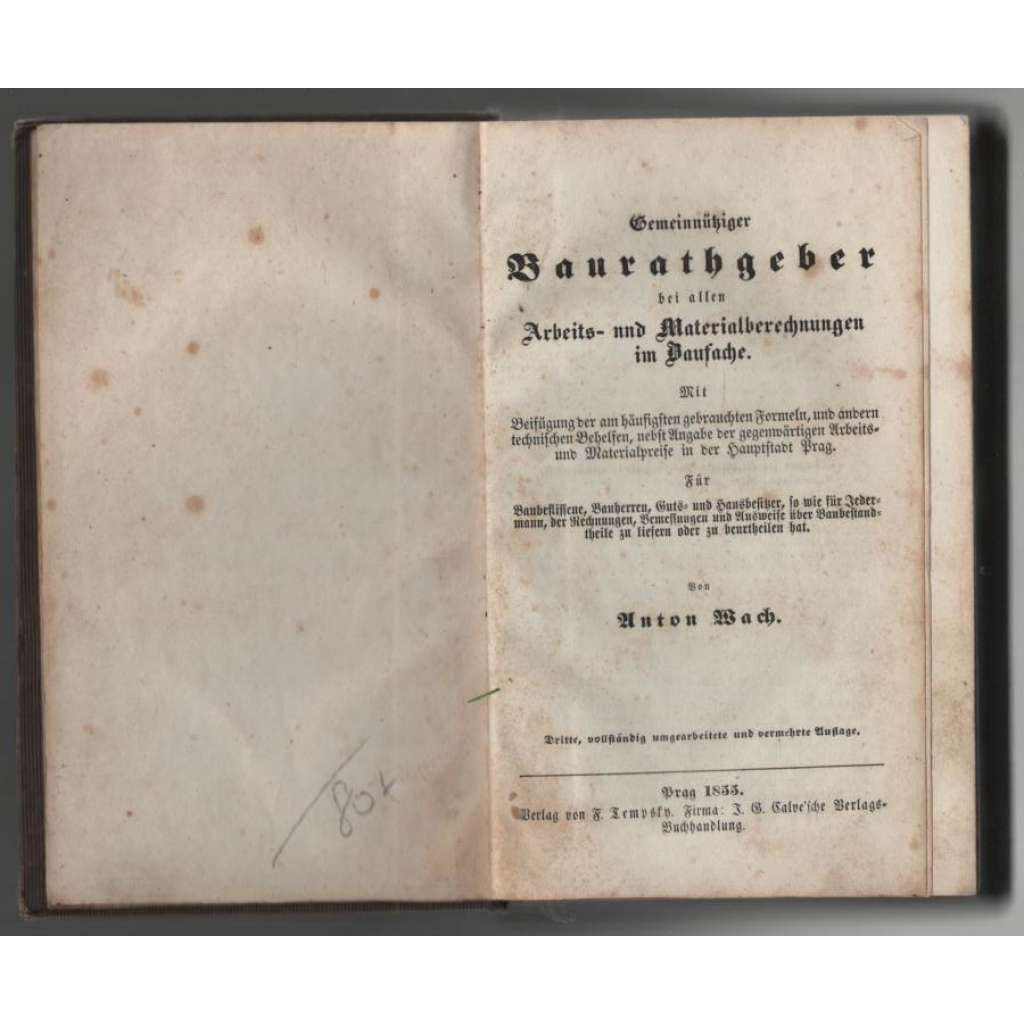 80,-
Gemeinnütziger
Baurathgeber
bei allen
Arbeits- und Materialberechnungen
im Baufache.
Mit
Beifügung der am häufigsten gebrauchten Formeln, und andern
technischen Behelfen, nebst Angabe der gegenwärtigen Arbeits-
und Materialpreise in der Hauptstadt Prag.
Für
Baubeflissene, Bauherren, Guts- und Hausbesitzer, so wie für Jeder-
mann, der Rechnungen, Bemessungen und Ausweise über Baubestand-
theile zu liefern oder zu beurtheilen hat.
Von
Anton Wach.
Dritte, vollständig umgearbeitete und vermehrte Auflage.
Prag 1855.
Verlag von F. Tempsky. Firma: J. G. Calve'sche Verlags-
Buchhandlung.